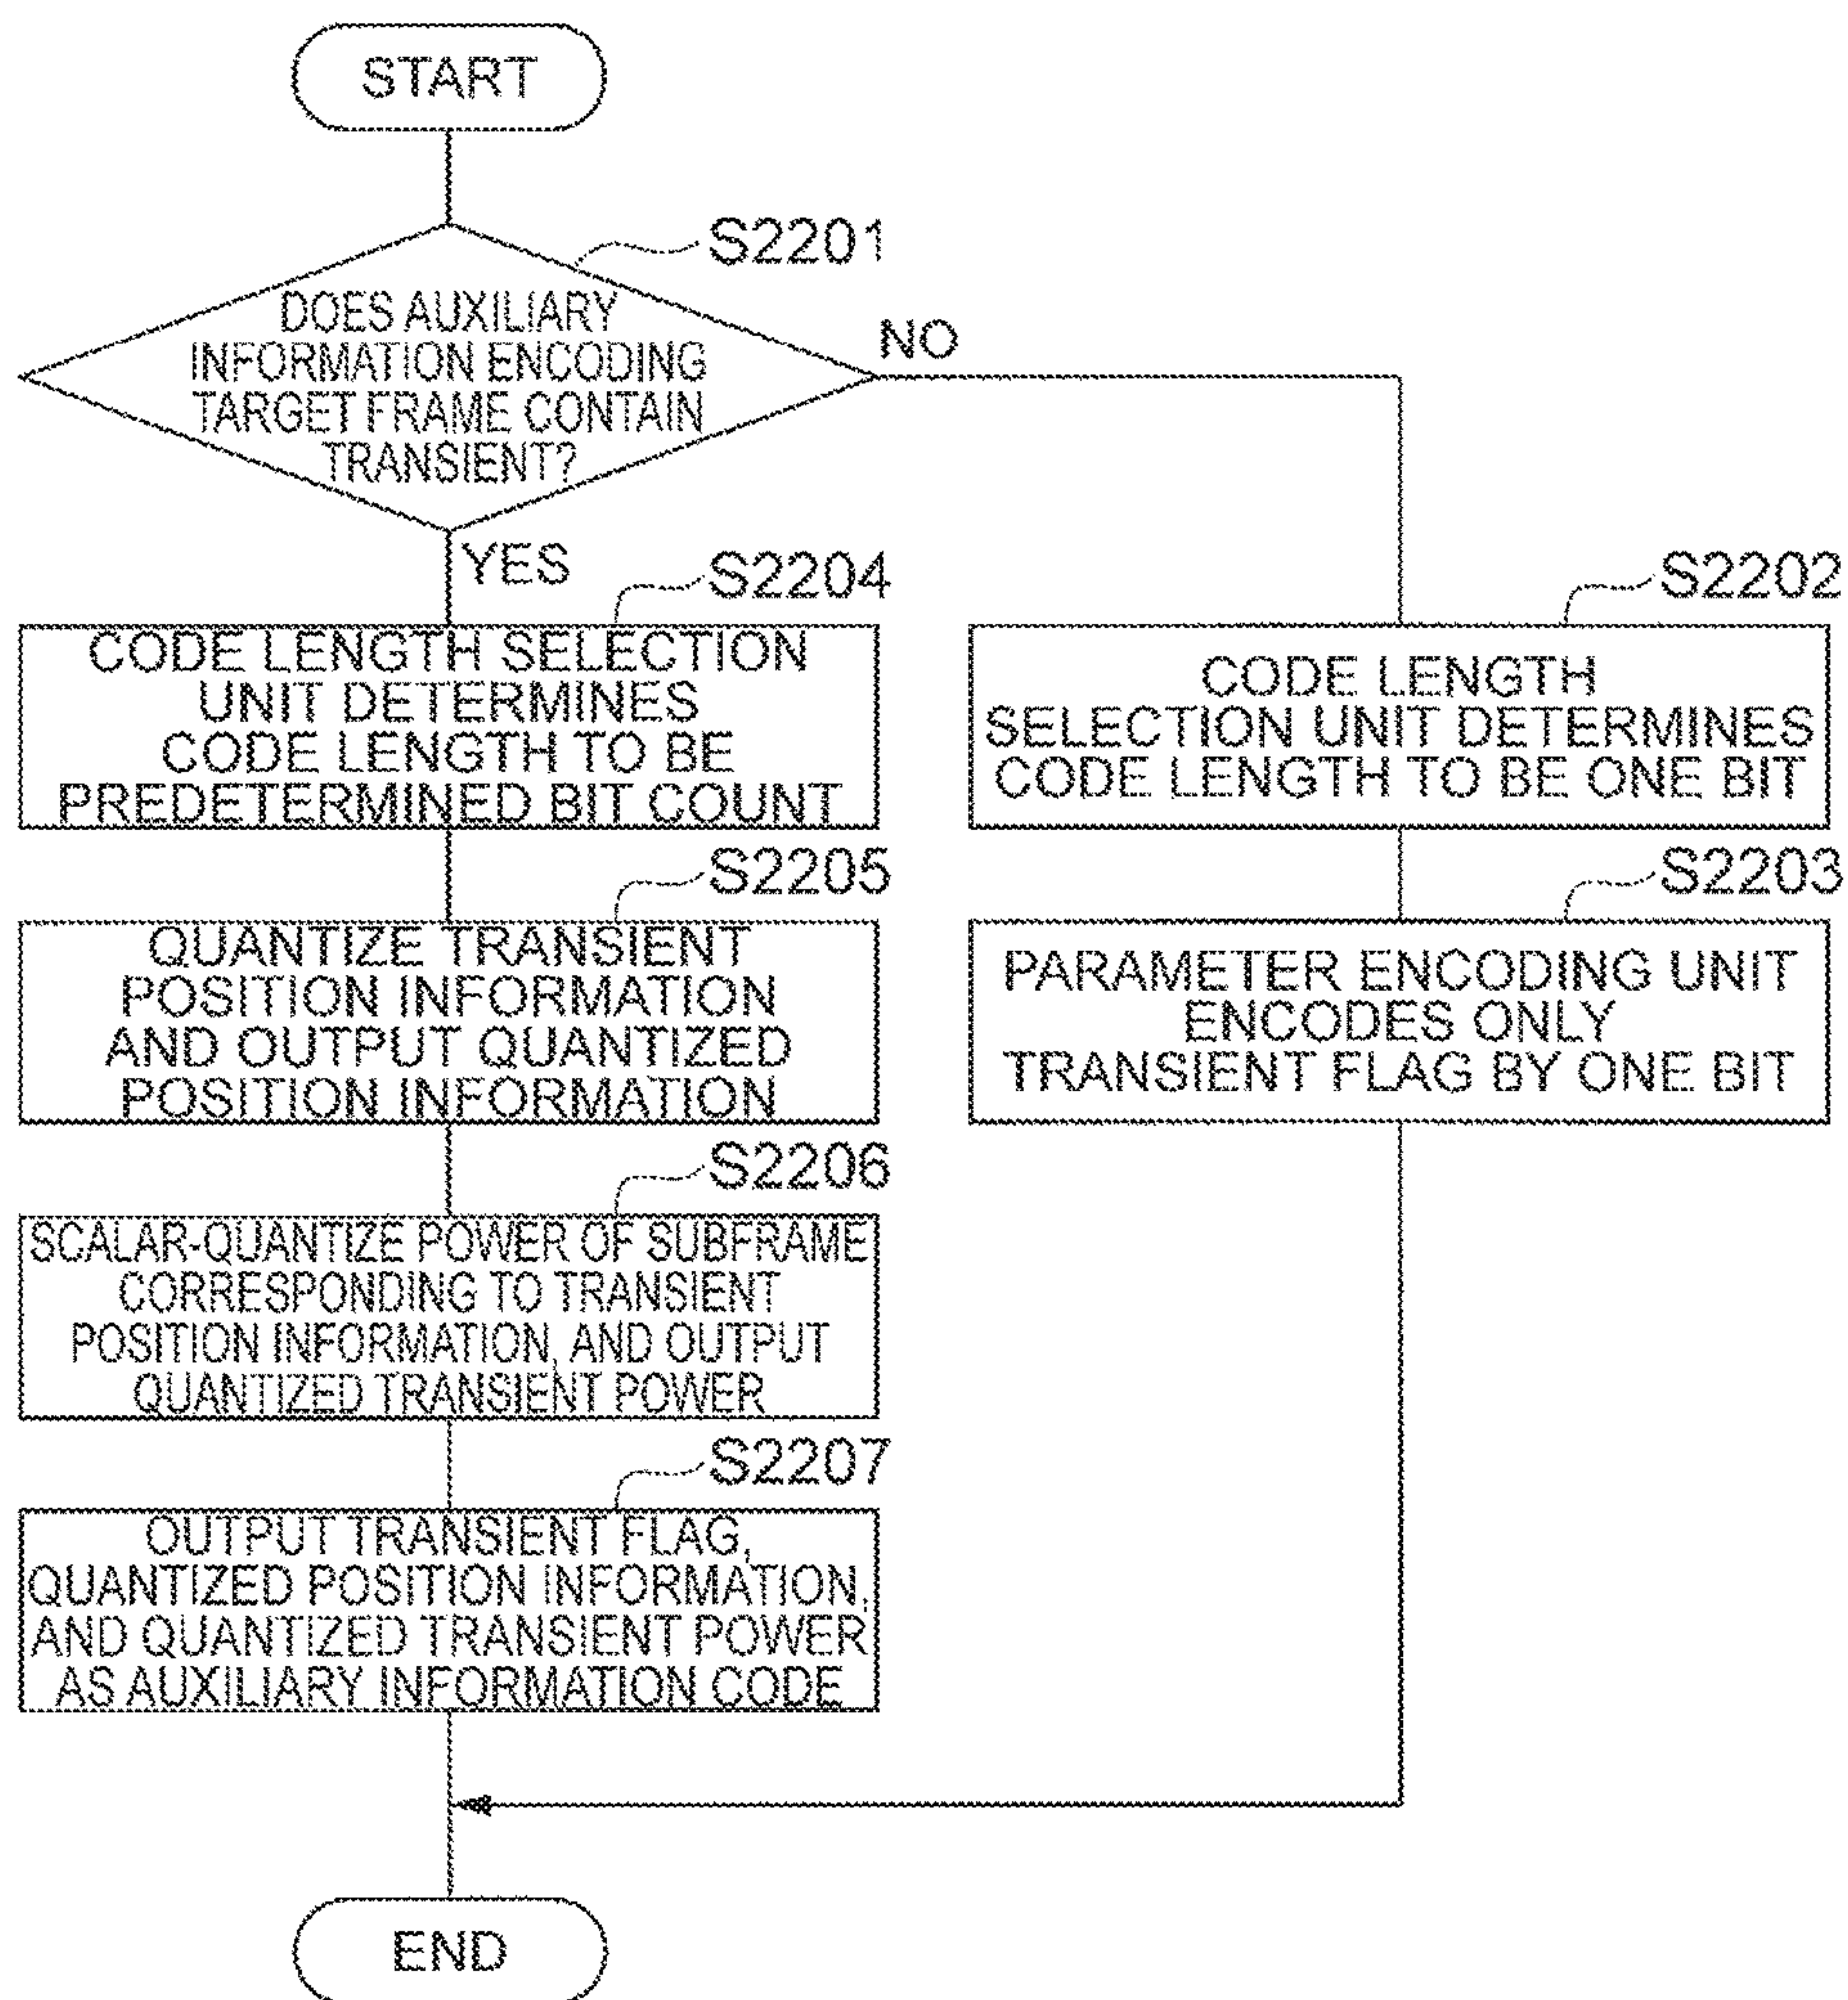 START
S2201
DOES AUXILIARY
INFORMATION ENCODING
TARGET FRAME CONTAIN
TRANSIENT?
NO
YES
S2204
CODE LENGTH SELECTION
UNIT DETERMINES
CODE LENGTH TO BE
PREDETERMINED BIT COUNT
S2202
CODE LENGTH
SELECTION UNIT DETERMINES
CODE LENGTH TO BE ONE BIT
S2205
QUANTIZE TRANSIENT
POSITION INFORMATION
AND OUTPUT QUANTIZED
POSITION INFORMATION
S2203
PARAMETER ENCODING UNIT
ENCODES ONLY
TRANSIENT FLAG BY ONE BIT
S2206
SCALAR-QUANTIZE POWER OF SUBFRAME
CORRESPONDING TO TRANSIENT
POSITION INFORMATION, AND OUTPUT
QUANTIZED TRANSIENT POWER
S2207
OUTPUT TRANSIENT FLAG,
QUANTIZED POSITION INFORMATION,
AND QUANTIZED TRANSIENT POWER
AS AUXILIARY INFORMATION CODE
END